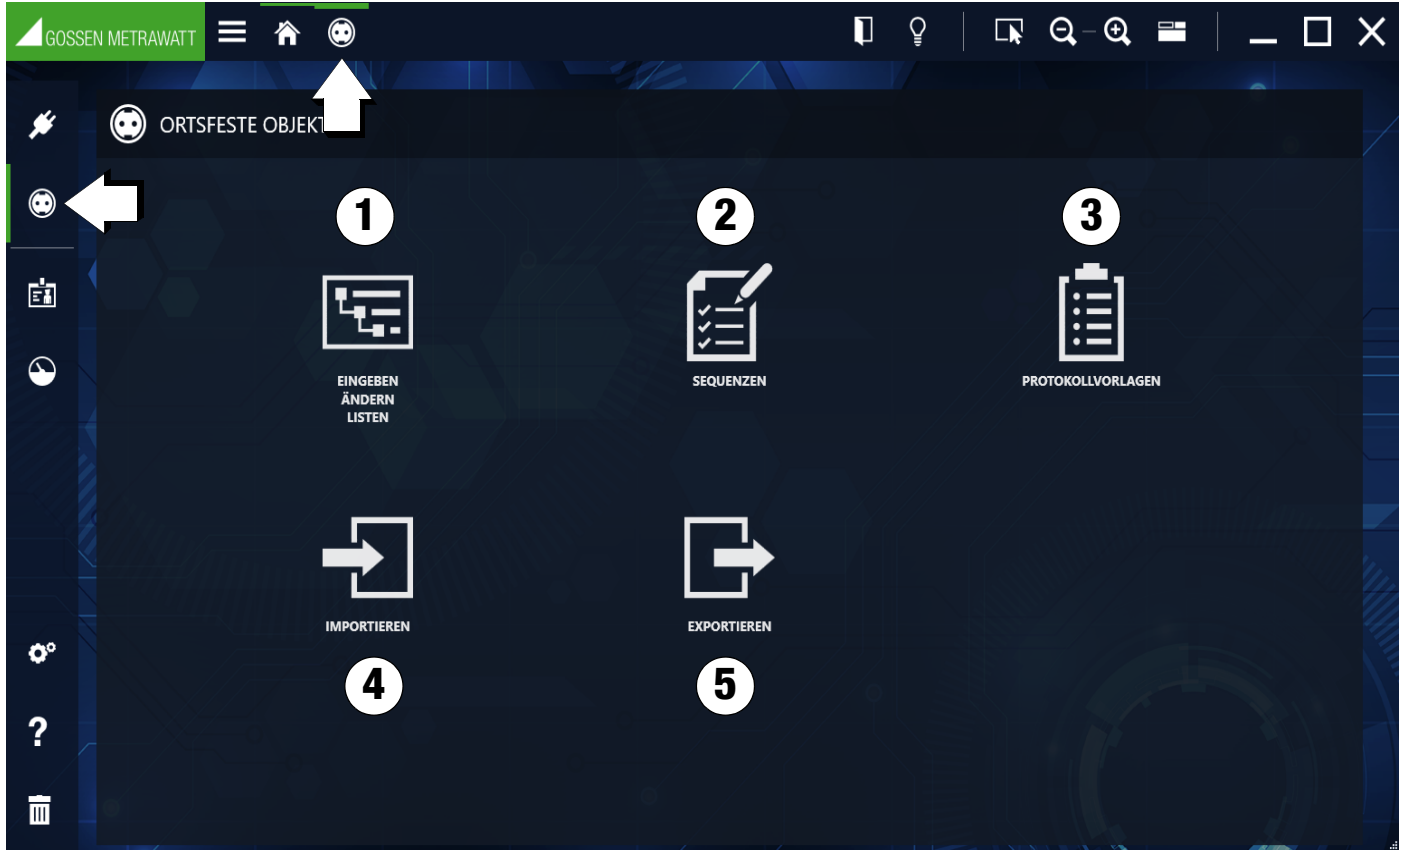 GOSSEN METRAWATT
ORTSFESTE OBJEKT
1
2
3
EINGEBEN
ÄNDERN
LISTEN
SEQUENZEN
PROTOKOLLVORLAGEN
IMPORTIEREN
EXPORTIEREN
4
5
?